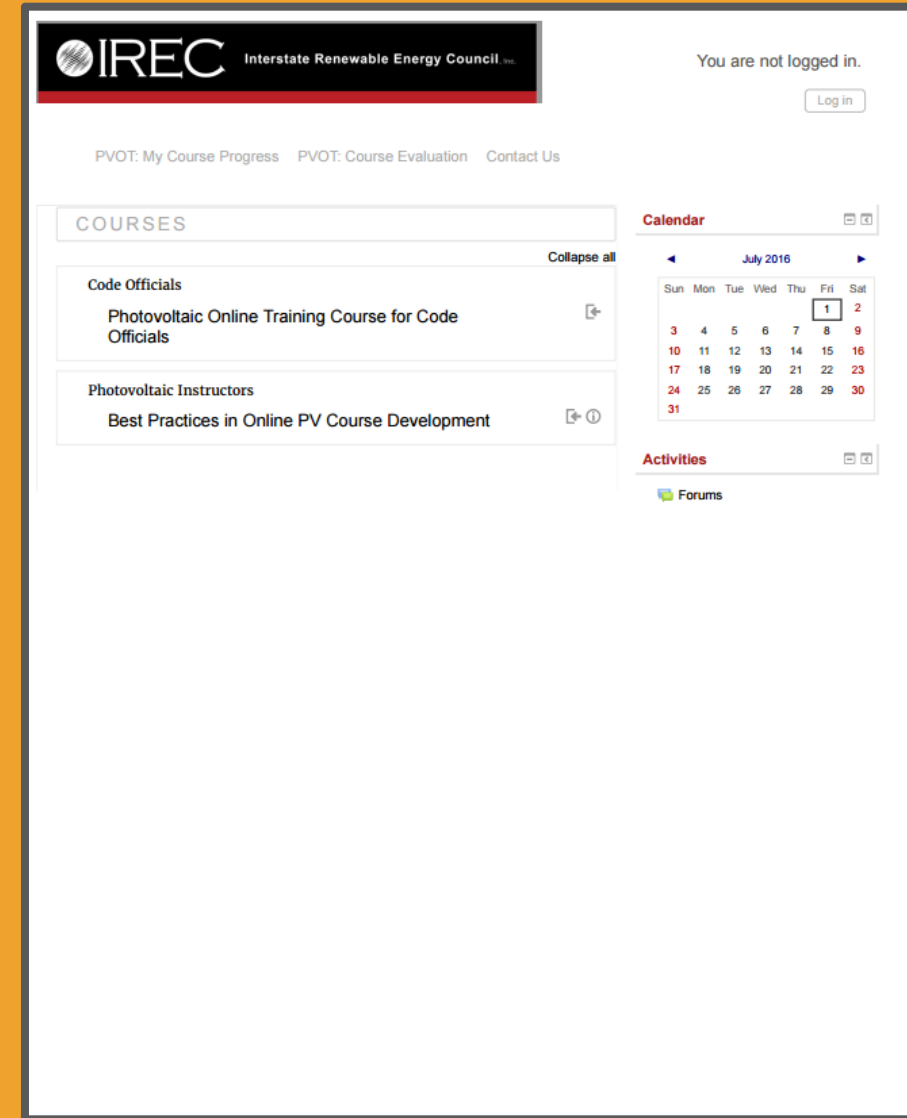 IREC Interstate Renewable Energy Council, Inc.
You are not logged in.
Log in
PVOT: My Course Progress PVOT: Course Evaluation Contact Us
COURSES
Collapse all
Code Officials
Photovoltaic Online Training Course for Code
Officials
Photovoltaic Instructors
Best Practices in Online PV Course Development
Calendar
◄ July 2016 ►
Sun Mon Tue Wed Thu Fri Sat
1 2
3 4 5 6 7 8 9
10 11 12 13 14 15 16
17 18 19 20 21 22 23
24 25 26 27 28 29 30
31
Activities
Forums